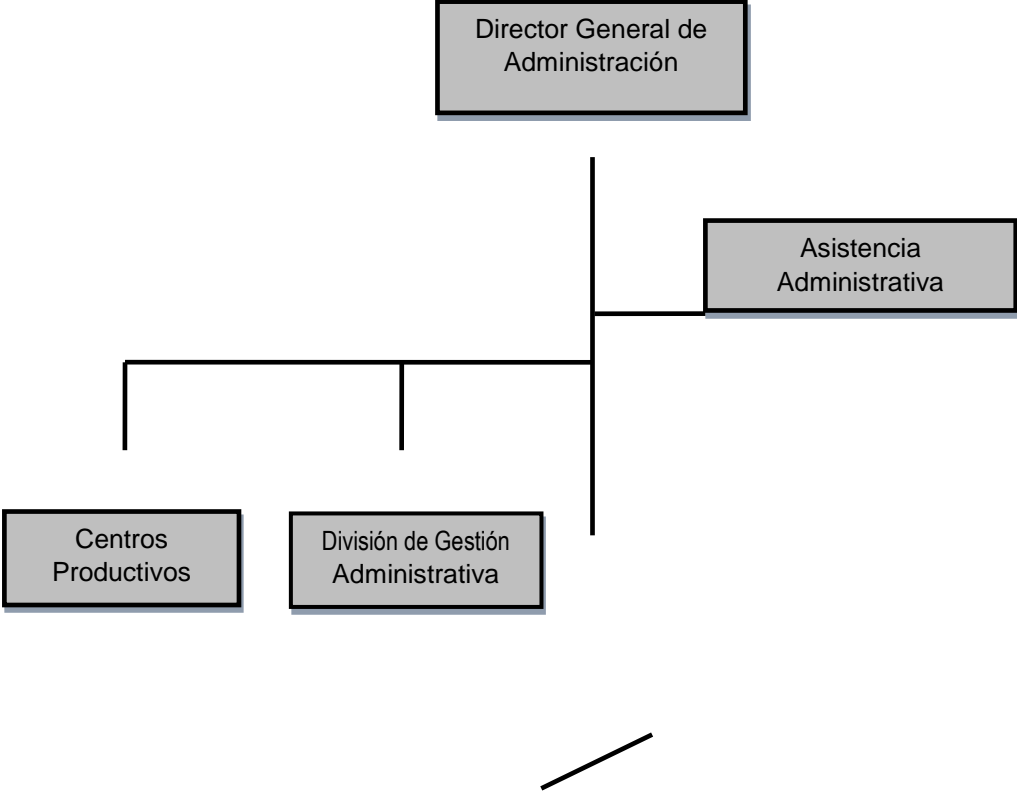 Director General de
Administración
Asistencia
Administrativa
Centros
Productivos
División de Gestión
Administrativa